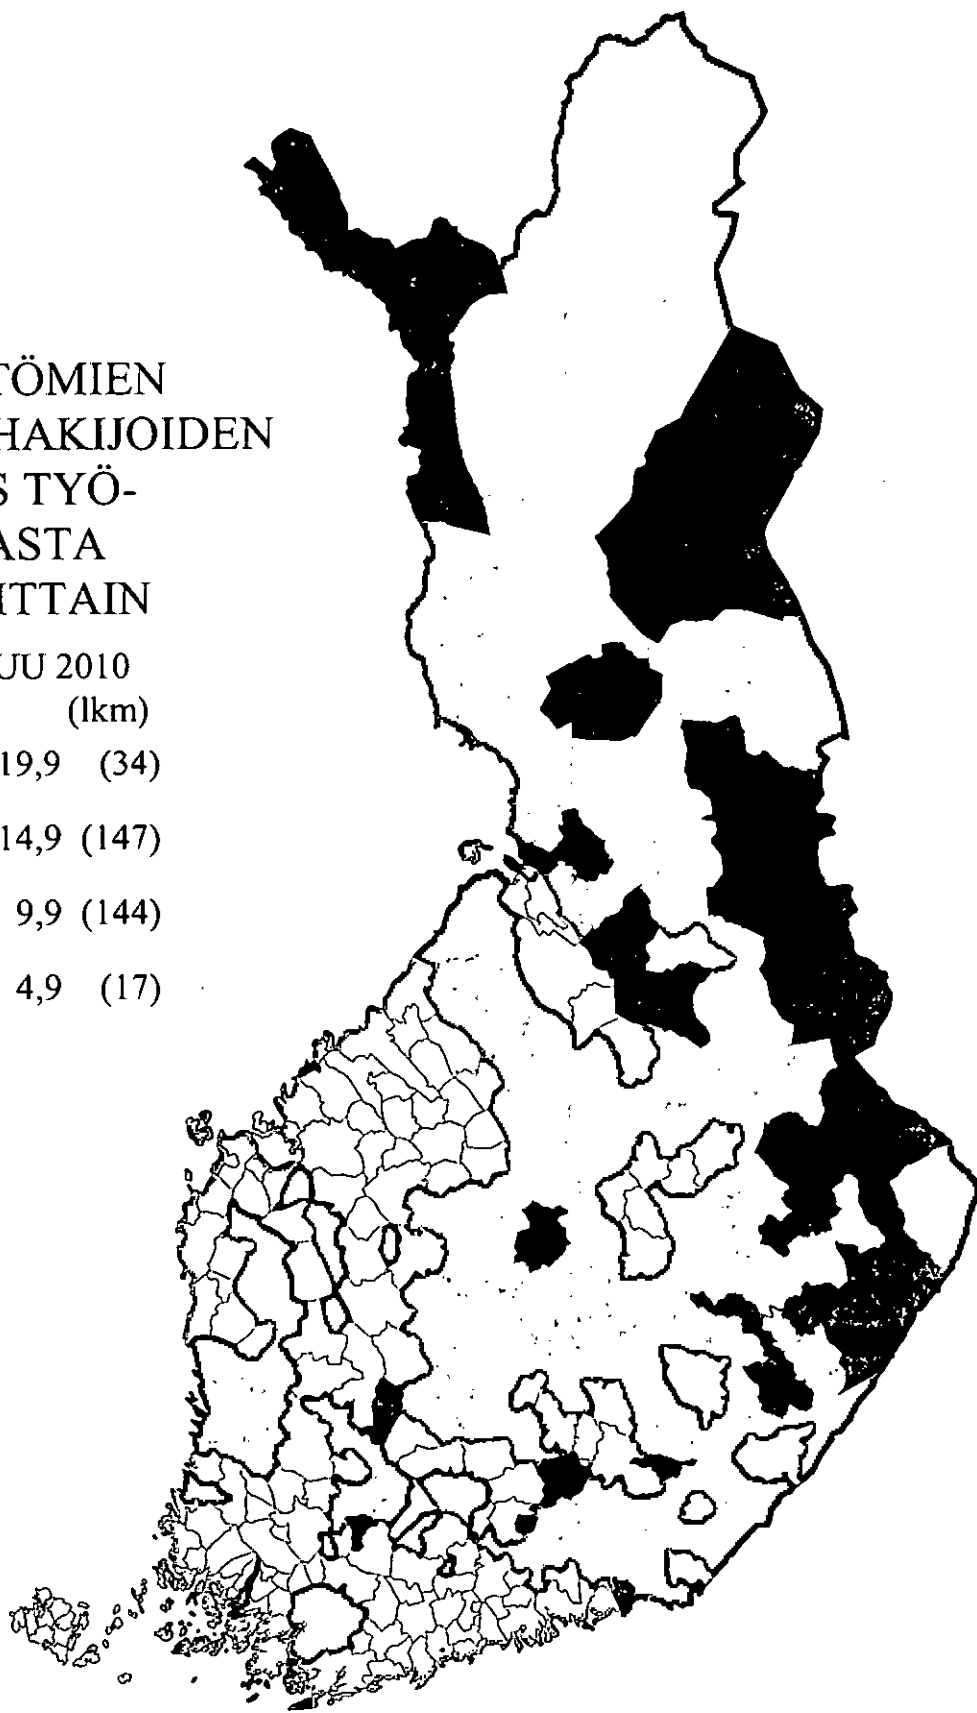 TÖMIEN
HAKIJOIDEN
S TYÖ-
ASTA
ITTAIN
UU 2010
(lkm)
19,9 (34)
14,9 (147)
9,9 (144)
4,9 (17)